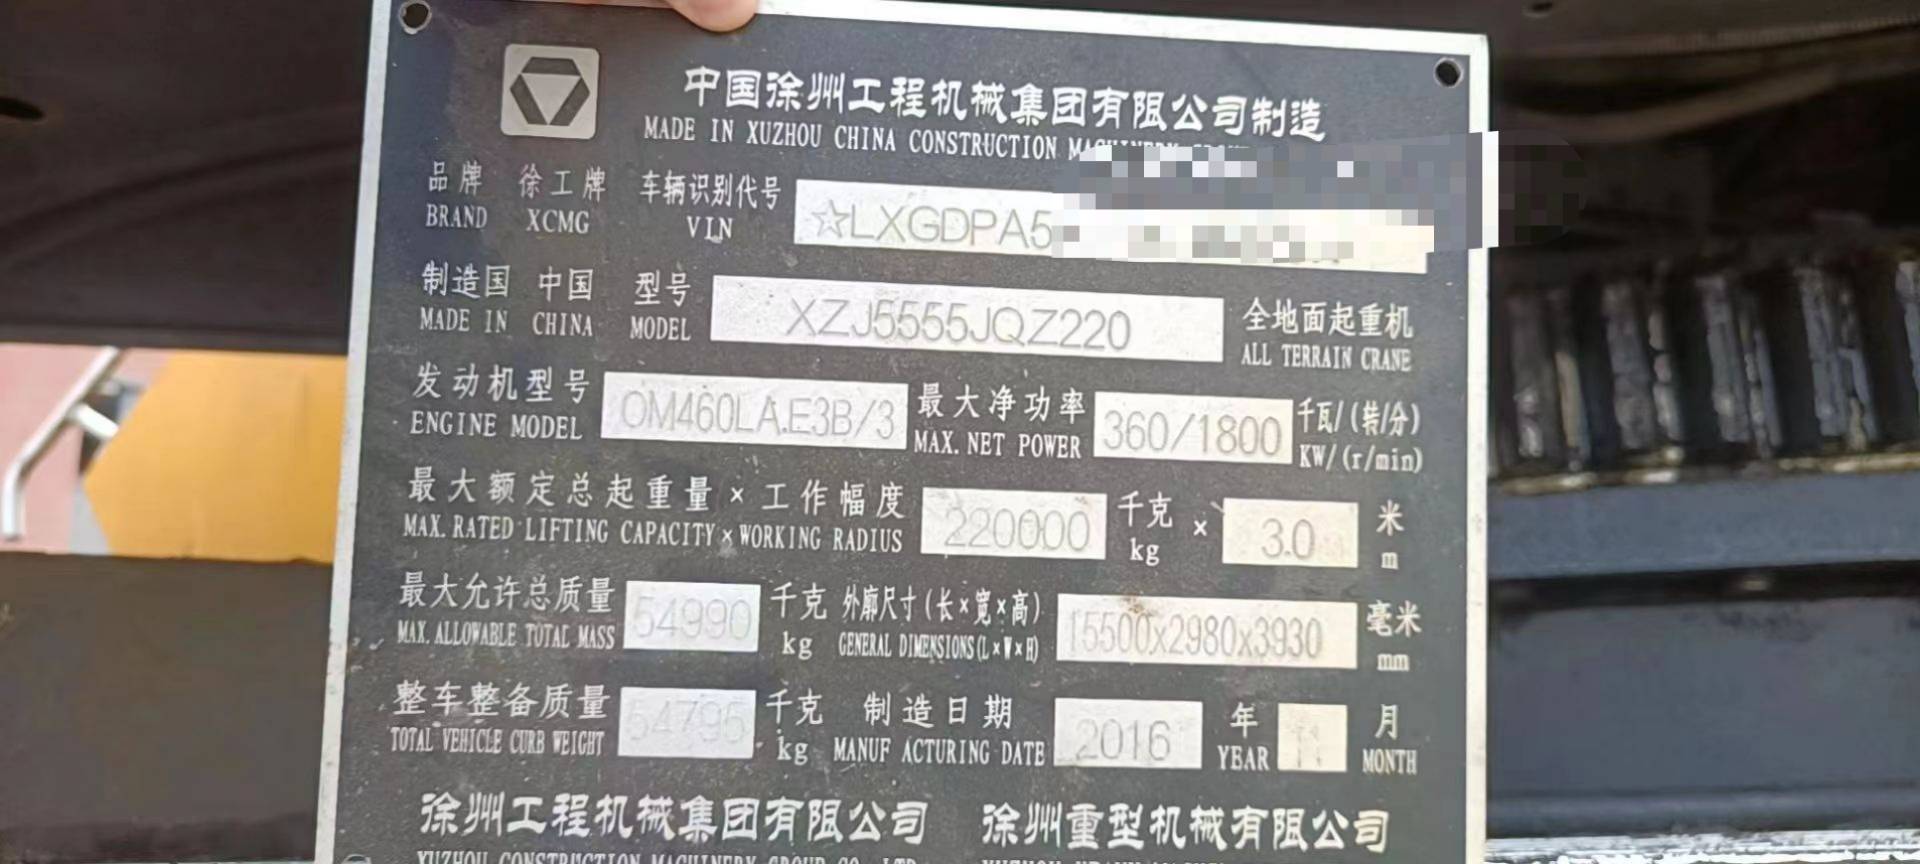 中国徐州工程机械集团有限公司制造
MADE IN XUZHOU CHINA CONSTRUCTION MACHINERY
品牌 徐工牌 车辆识别代号 ☆LXGDPA5
BRAND XCMG VIN
制造国 中国 型号 XZJ5555JQZ220 全地面起重机
MADE IN CHINA MODEL ALL TERRAIN CRANE
发动机型号 OM460LA.E3B/3 最大净功率 360/1800 千瓦/(转/分)
ENGINE MODEL MAX. NET POWER KW/(r/min)
最大额定总起重量×工作幅度 220000 千克 × 3.0 米
MAX. RATED LIFTING CAPACITY×WORKING RADIUS kg m
最大允许总质量 54990 千克 外廓尺寸(长×宽×高) 15500x2980x3930 毫米
MAX. ALLOWABLE TOTAL MASS kg GENERAL DIMENSIONS(L×W×H) mm
整车整备质量 54795 千克 制造日期 2016 年 11 月
TOTAL VEHICLE CURB WEIGHT kg MANUF ACTURING DATE YEAR MONTH
徐州工程机械集团有限公司 徐州重型机械有限公司
XUZHOU CONSTRUCTION MACHINERY GROUP CO., LTD